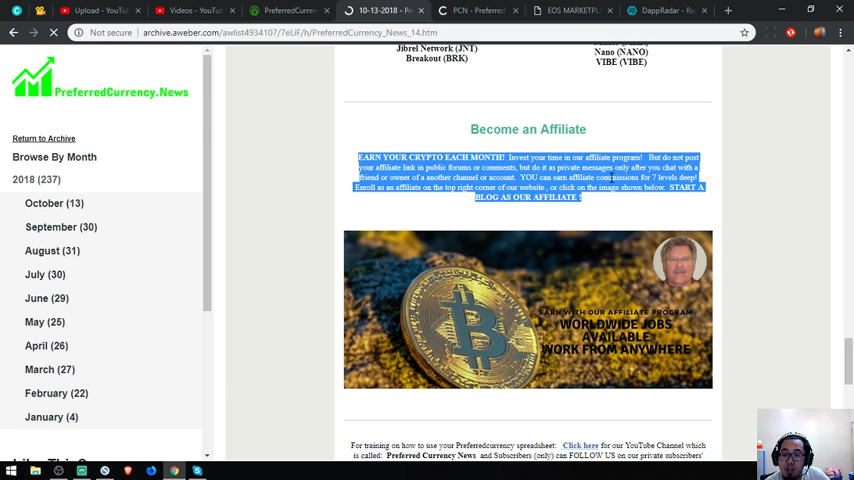 Upload - YouTu
Videos - YouTu
PreferredCurren
10-13-2018 - Pr
PCN - Preferred
EOS MARKETPL
DappRadar - Ra
Not secure
archive.aweber.com/awlist4934107/7eLiF/h/PreferredCurrency_News_14.htm
PreferredCurrency.News
Return to Archive
Browse By Month
2018 (237)
October (13)
September (30)
August (31)
July (30)
June (29)
May (25)
April (26)
March (27)
February (22)
January (4)
Jibrel Network (JNT)
Breakout (BRK)
Nano (NANO)
VIBE (VIBE)
Become an Affiliate
EARN YOUR CRYPTO EACH MONTH! Invest your time in our affiliate program! But do not post
your affiliate link in public forums or comments, but do it as private messages only after you chat with a
friend or owner of a another channel or account. YOU can earn affiliate commissions for 7 levels deep!
Enroll as an affiliate on the top right corner of our website , or click on the image shown below. START A
BLOG AS OUR AFFILIATE !
EARN WITH OUR AFFILIATE PROGRAM
WORLDWIDE JOBS
AVAILABLE
WORK FROM ANYWHERE
For training on how to use your Preferredcurrency spreadsheet: Click here for our YouTube Channel which
is called: Preferred Currency News and Subscribers (only) can FOLLOW US on our private subscribers'